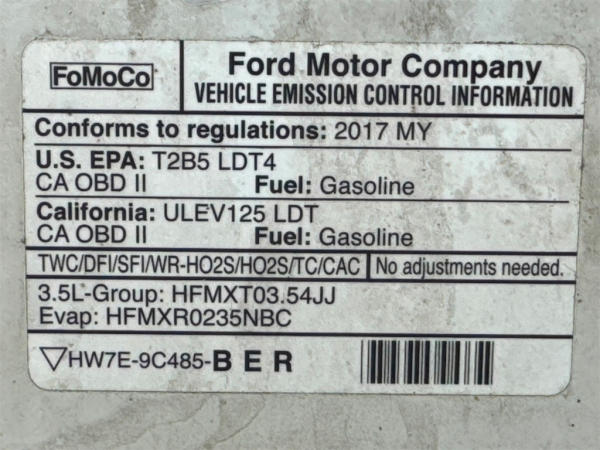 FoMoCo
Ford Motor Company
VEHICLE EMISSION CONTROL INFORMATION
Conforms to regulations: 2017 MY
U.S. EPA: T2B5 LDT4
CA OBD II Fuel: Gasoline
California: ULEV125 LDT
CA OBD II Fuel: Gasoline
TWC/DFI/SFI/WR-HO2S/HO2S/TC/CAC No adjustments needed.
3.5L-Group: HFMXT03.54JJ
Evap: HFMXR0235NBC
▽HW7E-9C485-B E R